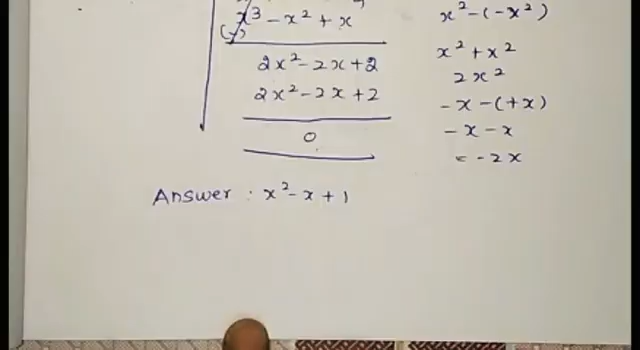 x³ - x² + x
(-)
2x² - 2x + 2
2x² - 2x + 2
0
Answer : x² - x + 1
x² - (-x²)
x² + x²
2x²
-x - (+x)
-x - x
= -2x